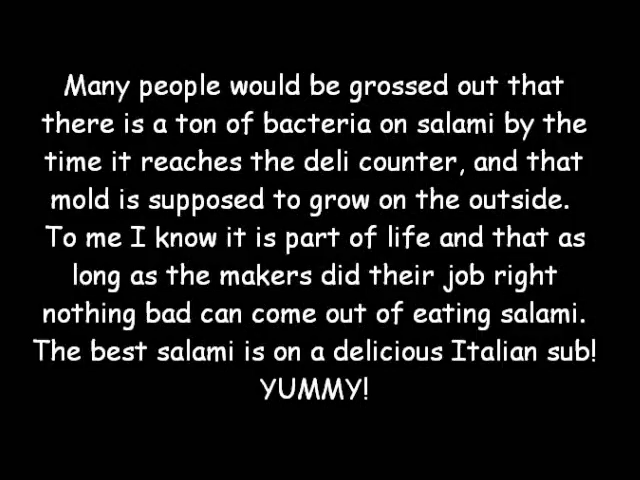 Many people would be grossed out that
there is a ton of bacteria on salami by the
time it reaches the deli counter, and that
mold is supposed to grow on the outside.
To me I know it is part of life and that as
long as the makers did their job right
nothing bad can come out of eating salami.
The best salami is on a delicious Italian sub!
YUMMY!